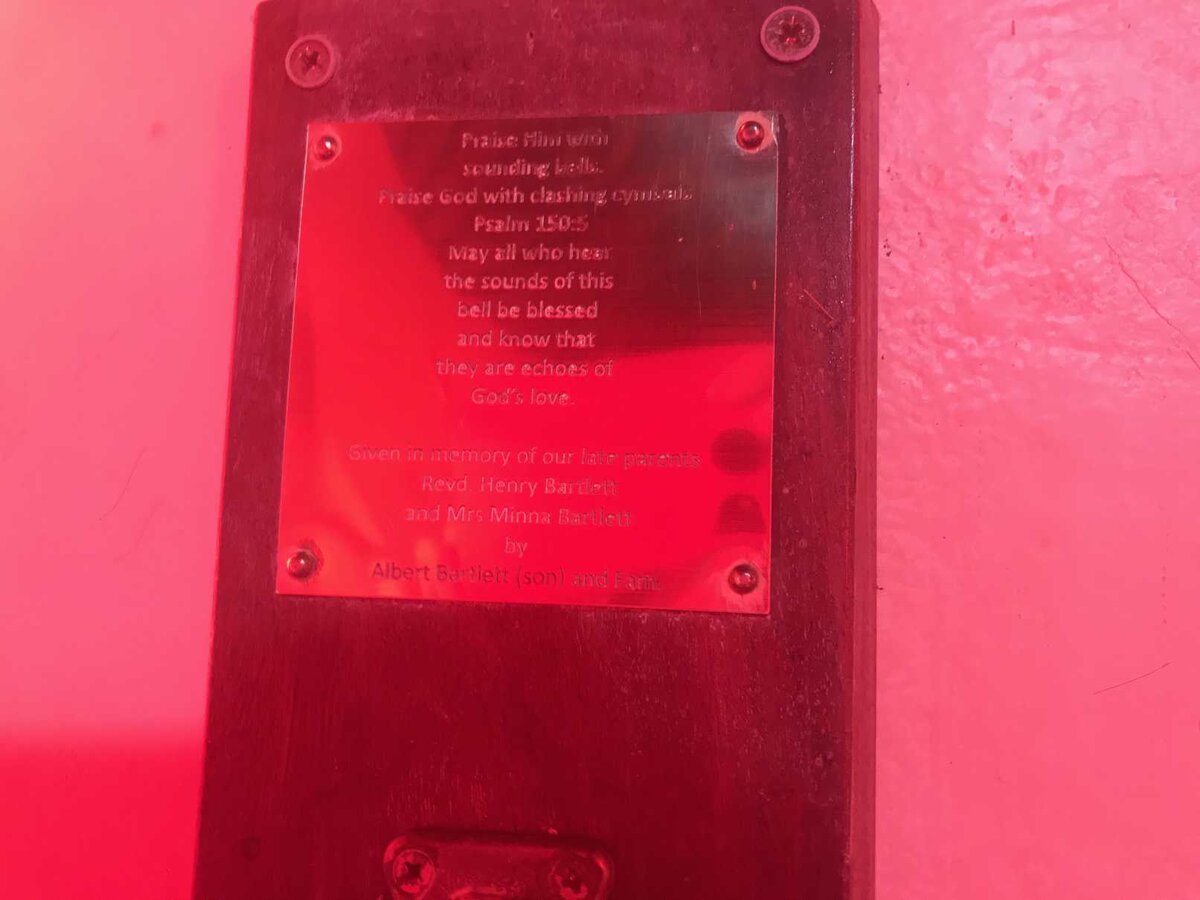 Praise Him with
sounding bells.
Praise God with clashing cymbals
Psalm 150:5
May all who hear
the sounds of this
bell be blessed
and know that
they are echoes of
God's love.
Given in memory of our late parents
Revd. Henry Bartlett
and Mrs Minna Bartlett
by
Albert Bartlett (son) and